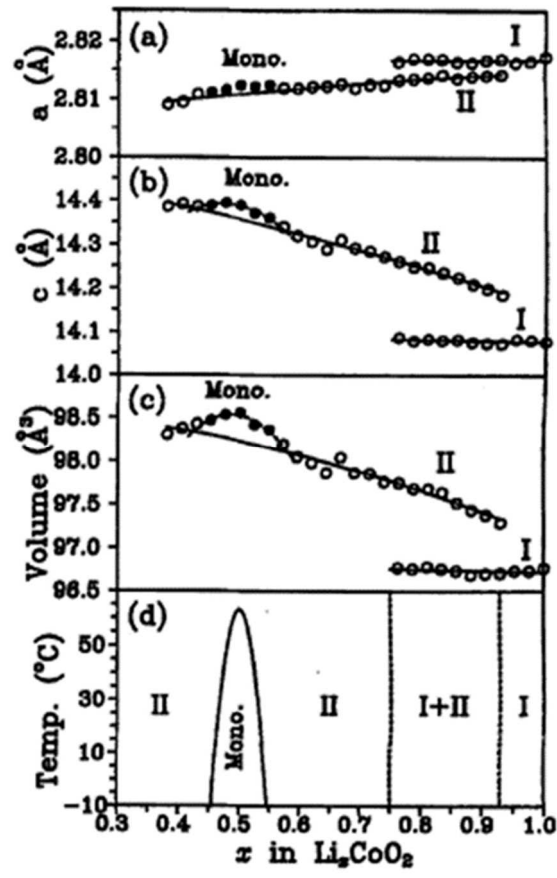 (a)
I
Mono.
II
a (Å)
2.82
2.81
2.80
(b)
Mono.
II
I
c (Å)
14.4
14.3
14.2
14.1
14.0
(c)
Mono.
II
I
Volume (Å³)
98.5
98.0
97.5
97.0
96.5
(d)
II
Mono.
II
I+II
I
Temp. (°C)
50
30
10
-10
0.3 0.4 0.5 0.6 0.7 0.8 0.9 1.0
x in LiₓCoO₂